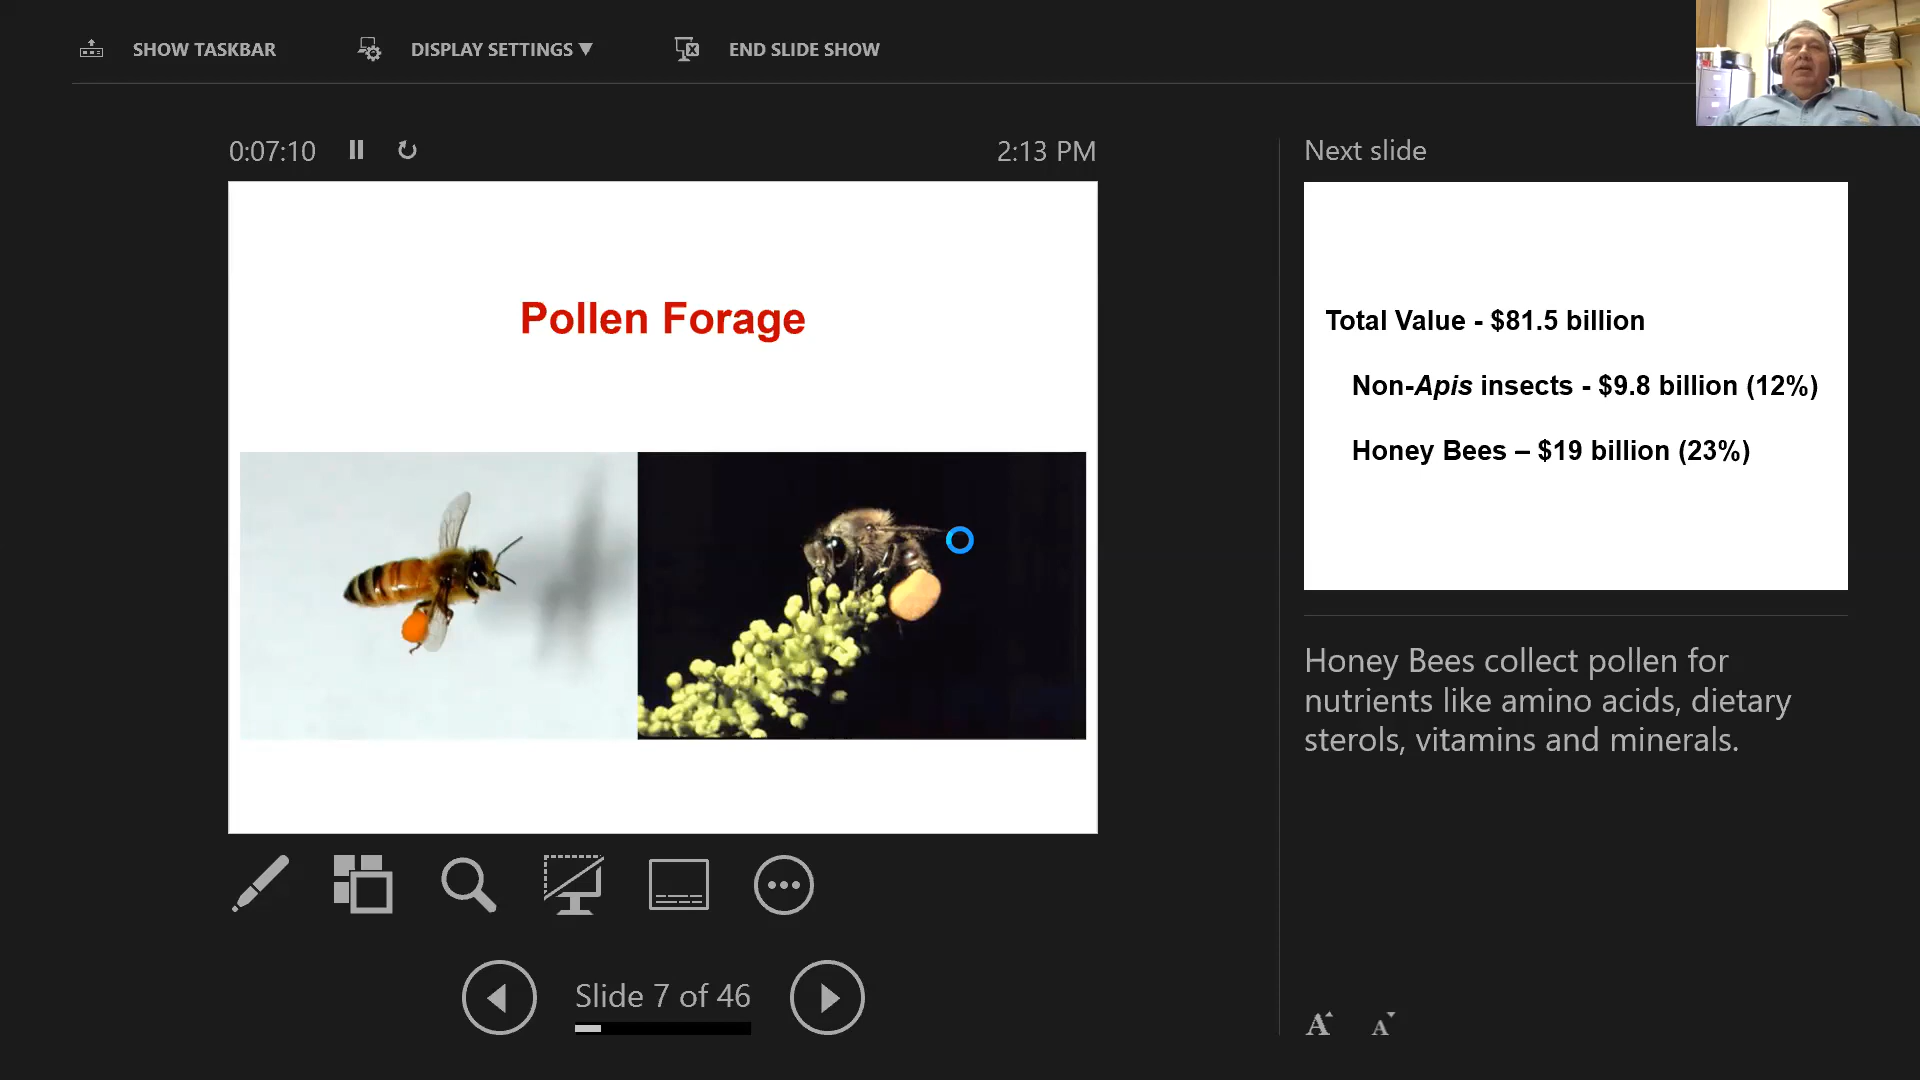 SHOW TASKBAR
DISPLAY SETTINGS ▼
END SLIDE SHOW
0:07:10
2:13 PM
Pollen Forage
Slide 7 of 46
Next slide
Total Value - $81.5 billion
Non-Apis insects - $9.8 billion (12%)
Honey Bees – $19 billion (23%)
Honey Bees collect pollen for
nutrients like amino acids, dietary
sterols, vitamins and minerals.
A A